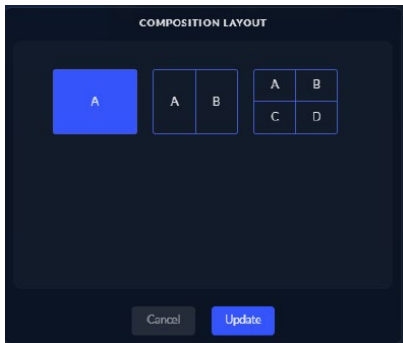 COMPOSITION LAYOUT
A
A B
A B
C D
Cancel Update